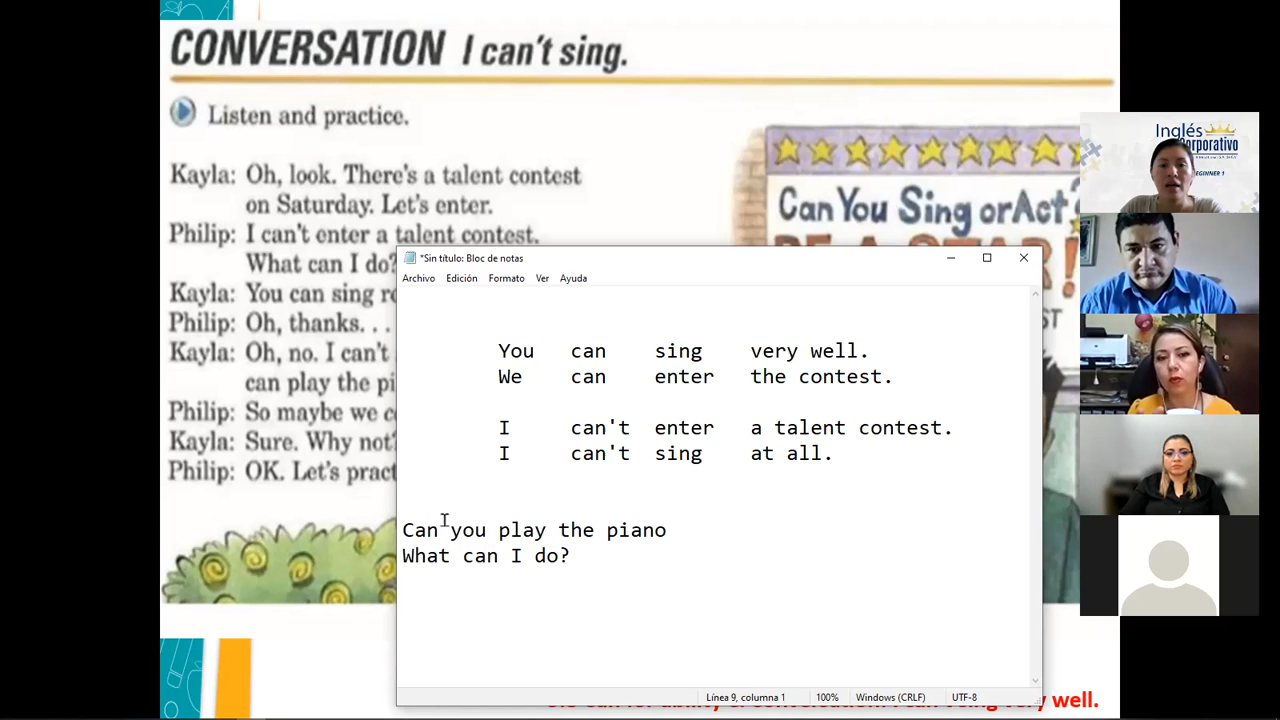 CONVERSATION I can't sing.
Listen and practice.
Kayla: Oh, look. There's a talent contest
on Saturday. Let's enter.
Philip: I can't enter a talent contest.
What can I do?
Kayla: You can sing
Philip: Oh, thanks. . .
Kayla: Oh, no. I can't
can play the
Philip: So maybe we
Kayla: Sure. Why not?
Philip: OK. Let's
Can You Sing or Act?
BE A STAR!
*Sin título: Bloc de notas
Archivo Edición Formato Ver Ayuda
You can sing very well.
We can enter the contest.
I can't enter a talent contest.
I can't sing at all.
Can you play the piano
What can I do?
Línea 9, columna 1 100% Windows (CRLF) UTF-8
well.
Inglés
Corporativo
BEGINNER 1